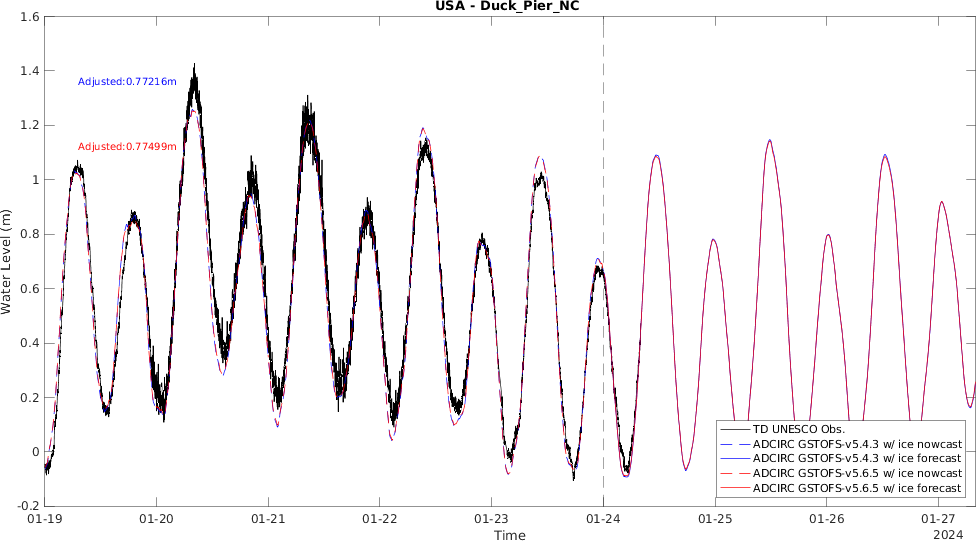 USA - Duck_Pier_NC
1.6
1.4
1.2
1
0.8
0.6
0.4
0.2
0
-0.2
Water Level (m)
Adjusted:0.77216m
Adjusted:0.77499m
TD UNESCO Obs.
ADCIRC GSTOFS-v5.4.3 w/ ice nowcast
ADCIRC GSTOFS-v5.4.3 w/ ice forecast
ADCIRC GSTOFS-v5.6.5 w/ ice nowcast
ADCIRC GSTOFS-v5.6.5 w/ ice forecast
01-19 01-20 01-21 01-22 01-23 01-24 01-25 01-26 01-27
Time
2024